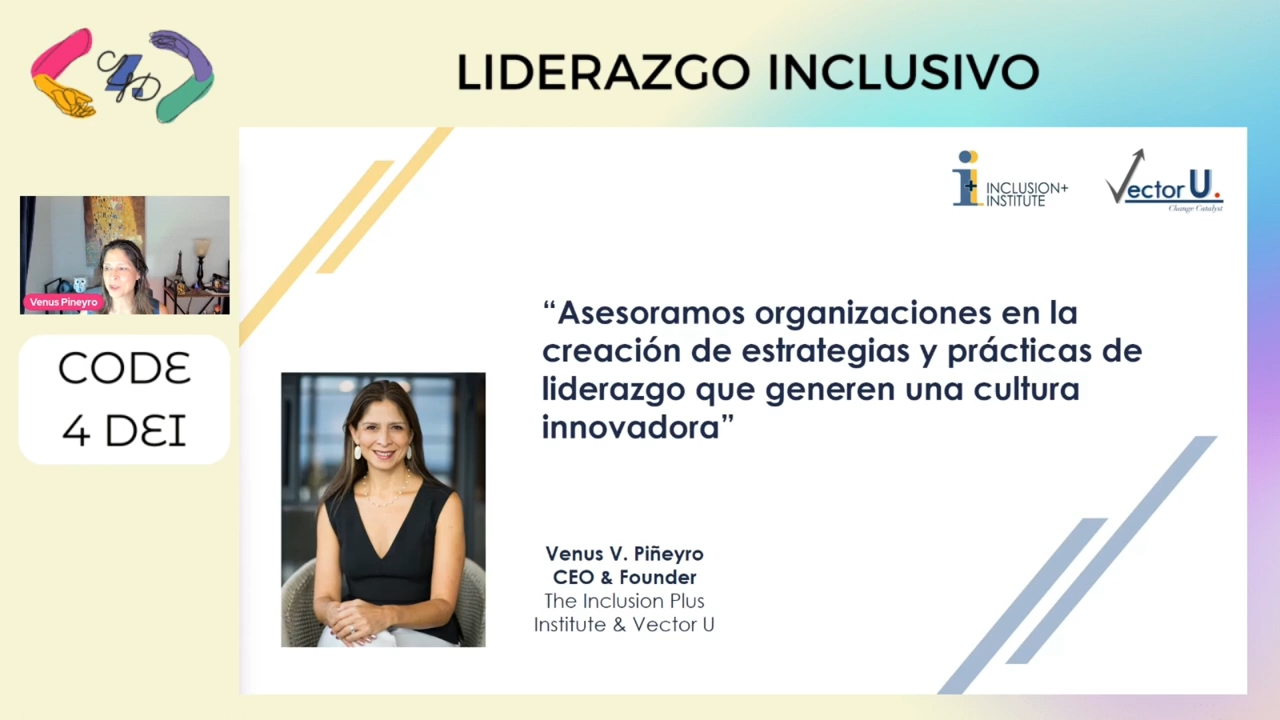 LIDERAZGO INCLUSIVO
INCLUSION+
INSTITUTE
Vector U.
Change Catalyst
Venus Pineyro
CODE
4 DEI
“Asesoramos organizaciones en la
creación de estrategias y prácticas de
liderazgo que generen una cultura
innovadora”
Venus V. Piñeyro
CEO & Founder
The Inclusion Plus
Institute & Vector U